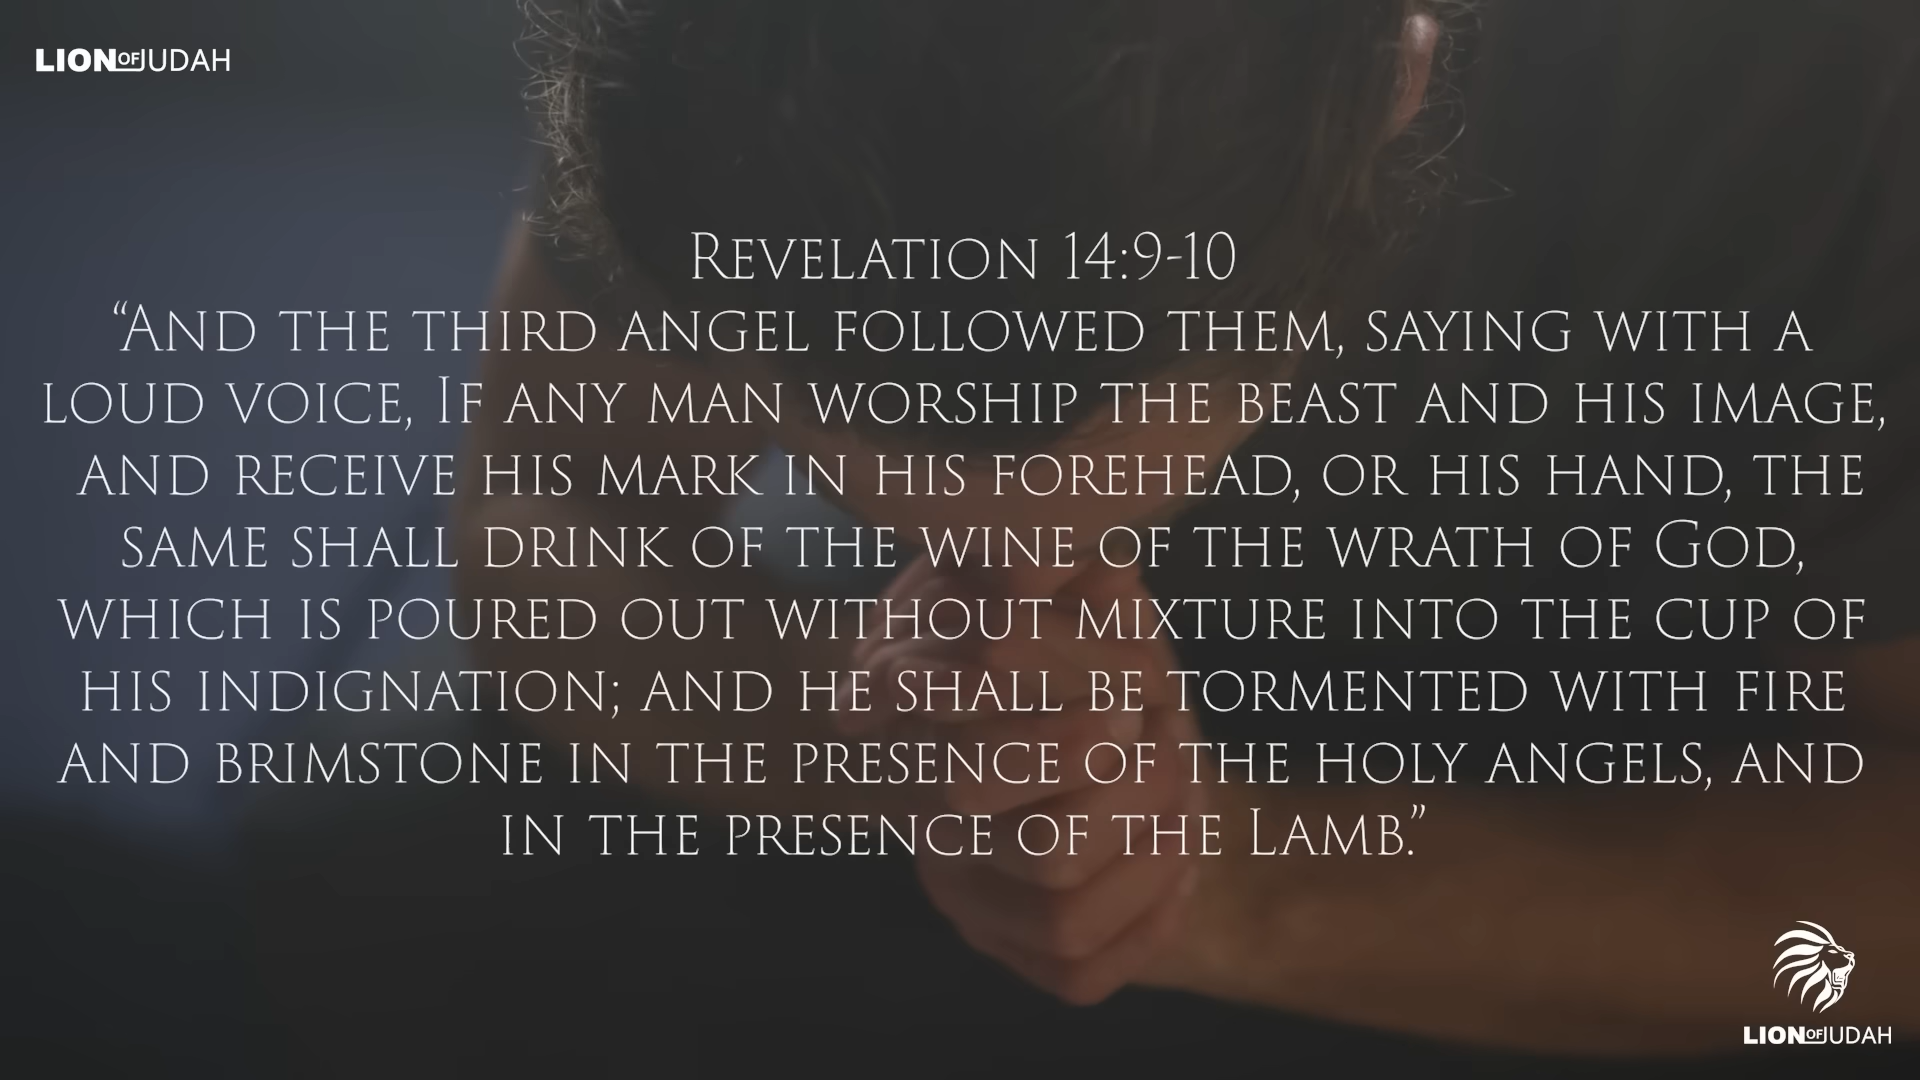 LIONOFJUDAH
REVELATION 14:9-10
“AND THE THIRD ANGEL FOLLOWED THEM, SAYING WITH A
LOUD VOICE, IF ANY MAN WORSHIP THE BEAST AND HIS IMAGE,
AND RECEIVE HIS MARK IN HIS FOREHEAD, OR HIS HAND, THE
SAME SHALL DRINK OF THE WINE OF THE WRATH OF GOD,
WHICH IS POURED OUT WITHOUT MIXTURE INTO THE CUP OF
HIS INDIGNATION; AND HE SHALL BE TORMENTED WITH FIRE
AND BRIMSTONE IN THE PRESENCE OF THE HOLY ANGELS, AND
IN THE PRESENCE OF THE LAMB.”
LIONOFJUDAH